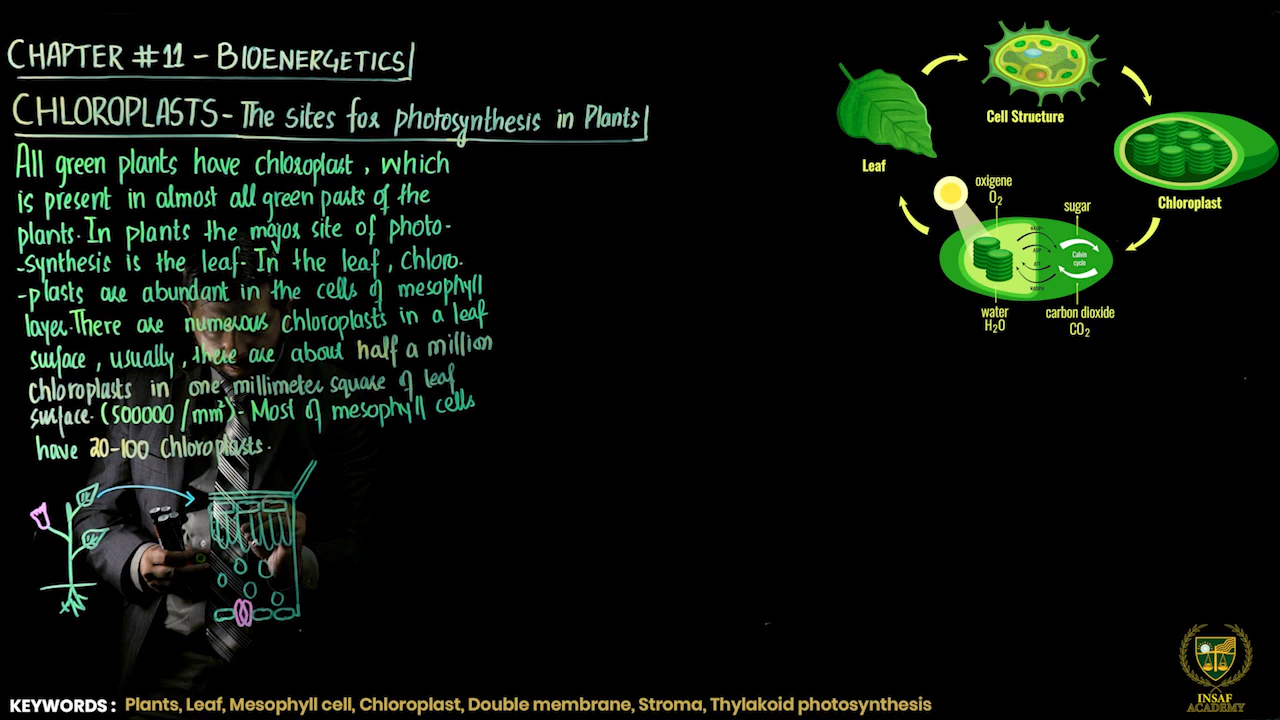 CHAPTER #11 - BIOENERGETICS
CHLOROPLASTS - The sites for photosynthesis in Plants
All green plants have chloroplast, which
is present in almost all green parts of the
plants. In plants the major site of photo-
-synthesis is the leaf. In the leaf, Chloro.
-plasts are abundant in the cells of mesophyll
layer. There are numerous chloroplasts in a leaf
surface, usually, there are about half a million
Chloroplasts in one millimeter square of leaf
surface. (500000/mm²). Most of mesophyll cells
have 20-100 Chloroplasts.
Cell Structure
Leaf
Chloroplast
oxigene
O₂
sugar
ADP
ATP
Calvin
cycle
water
H₂O
carbon dioxide
CO₂
INSAF
ACADEMY
KEYWORDS: Plants, Leaf, Mesophyll cell, Chloroplast, Double membrane, Stroma, Thylakoid photosynthesis